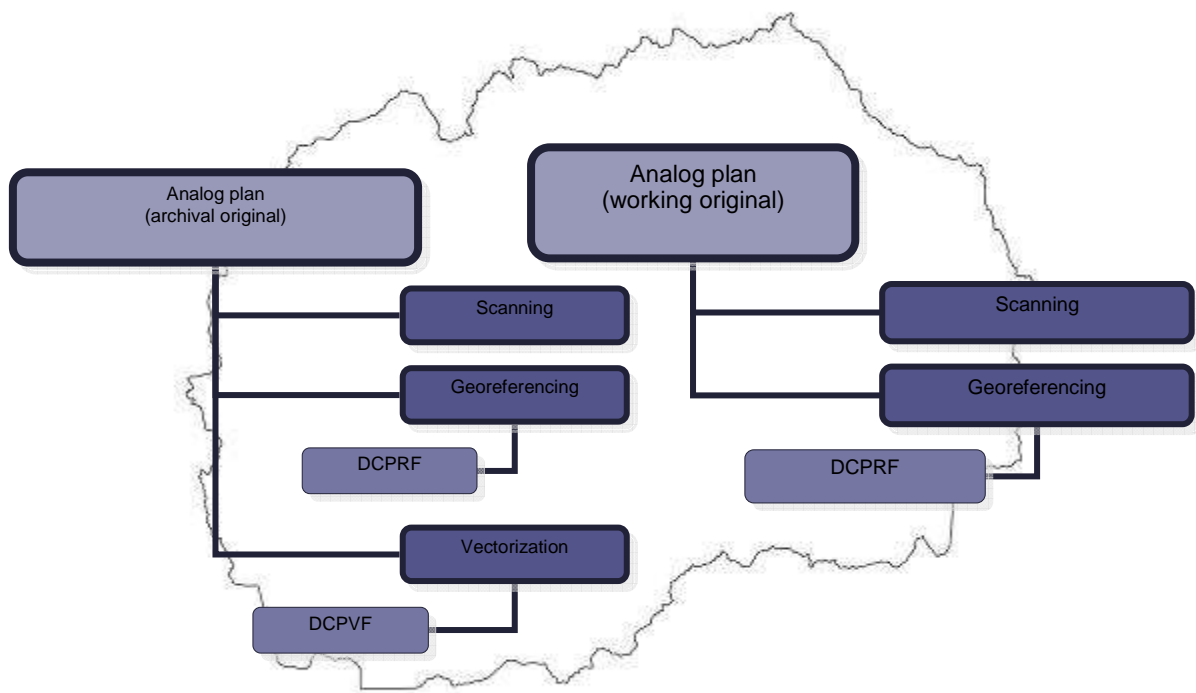 Analog plan
(archival original)
Scanning
Georeferencing
DCPRF
Vectorization
DCPVF
Analog plan
(working original)
Scanning
Georeferencing
DCPRF